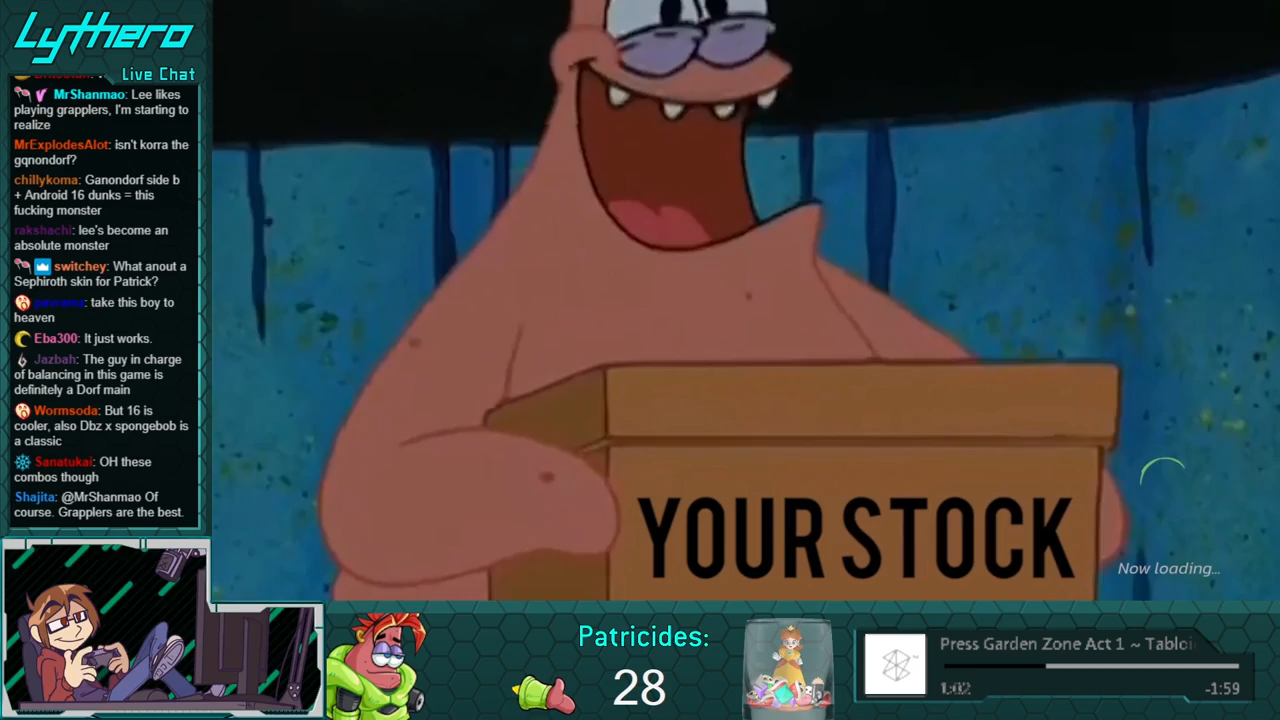 Lythero
Live Chat
MrShanmao: Lee likes
playing grapplers, I'm starting to
realize
MrExplodesAlot: isn't korra the
gqnondorf?
chillykoma: Ganondorf side b
+ Android 16 dunks = this
fucking monster
rakshachi: lee's become an
absolute monster
switchey: What anout a
Sephiroth skin for Patrick?
: take this boy to
heaven
Eba300: It just works.
Jazbah: The guy in charge
of balancing in this game is
definitely a Dorf main
Wormsoda: But 16 is
cooler, also Dbz x spongebob is
a classic
Sanatukai: OH these
combos though
Shajita: @MrShanmao Of
course. Grapplers are the best.
YOUR STOCK
Now loading...
Patricides:
28
Press Garden Zone Act 1 ~ Tabloi
1:02
-1:59